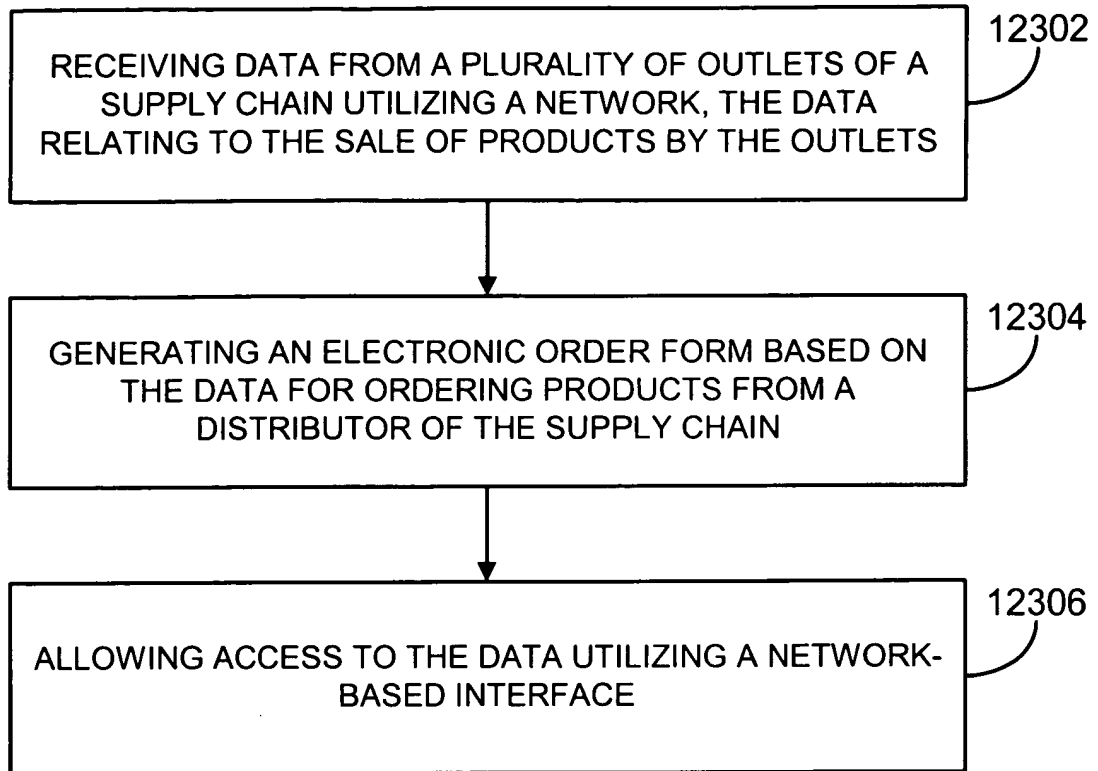 12302
RECEIVING DATA FROM A PLURALITY OF OUTLETS OF A
SUPPLY CHAIN UTILIZING A NETWORK, THE DATA
RELATING TO THE SALE OF PRODUCTS BY THE OUTLETS
12304
GENERATING AN ELECTRONIC ORDER FORM BASED ON
THE DATA FOR ORDERING PRODUCTS FROM A
DISTRIBUTOR OF THE SUPPLY CHAIN
12306
ALLOWING ACCESS TO THE DATA UTILIZING A NETWORK-
BASED INTERFACE